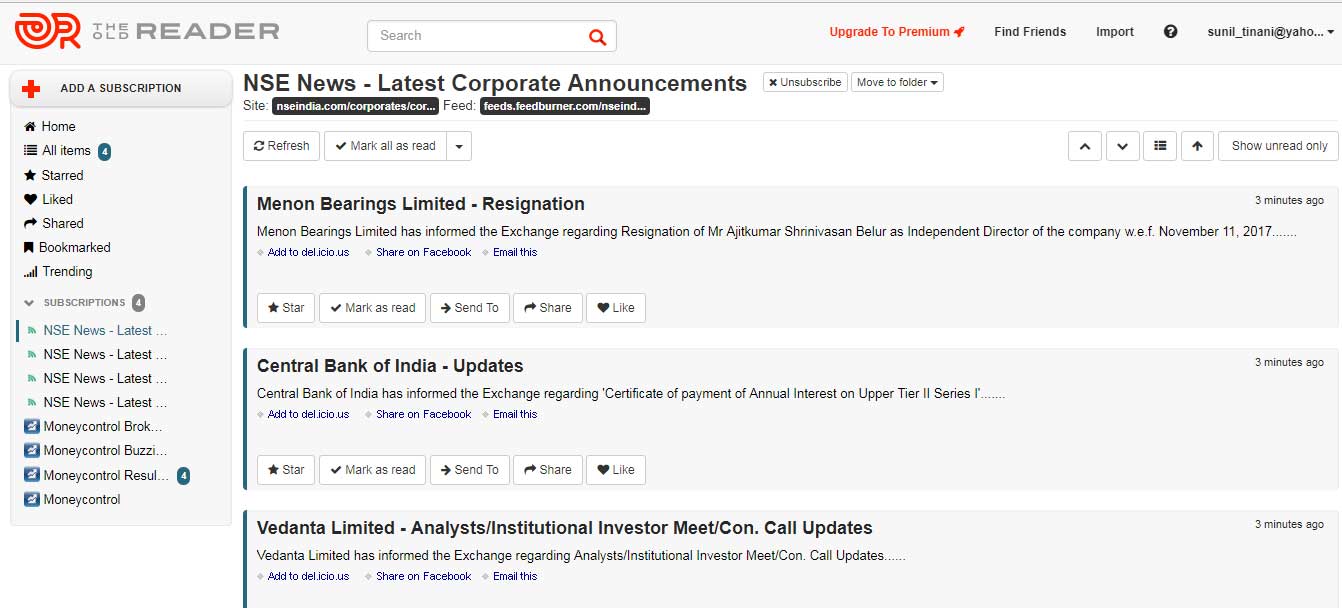 THE OLD READER
Search
Upgrade To Premium
Find Friends
Import
?
sunil_tinani@yaho...
ADD A SUBSCRIPTION
Home
All items 4
Starred
Liked
Shared
Bookmarked
Trending
SUBSCRIPTIONS 4
NSE News - Latest ...
NSE News - Latest ...
NSE News - Latest ...
NSE News - Latest ...
Moneycontrol Brok...
Moneycontrol Buzzi...
Moneycontrol Resul... 4
Moneycontrol
NSE News - Latest Corporate Announcements Unsubscribe Move to folder
Site: nseindia.com/corporates/cor... Feed: feeds.feedburner.com/nseind...
Refresh Mark all as read Show unread only
Menon Bearings Limited - Resignation 3 minutes ago
Menon Bearings Limited has informed the Exchange regarding Resignation of Mr Ajitkumar Shrinivasan Belur as Independent Director of the company w.e.f. November 11, 2017.......
Add to del.icio.us Share on Facebook Email this
Star Mark as read Send To Share Like
Central Bank of India - Updates 3 minutes ago
Central Bank of India has informed the Exchange regarding 'Certificate of payment of Annual Interest on Upper Tier II Series I'.......
Add to del.icio.us Share on Facebook Email this
Star Mark as read Send To Share Like
Vedanta Limited - Analysts/Institutional Investor Meet/Con. Call Updates 3 minutes ago
Vedanta Limited has informed the Exchange regarding Analysts/Institutional Investor Meet/Con. Call Updates......
Add to del.icio.us Share on Facebook Email this